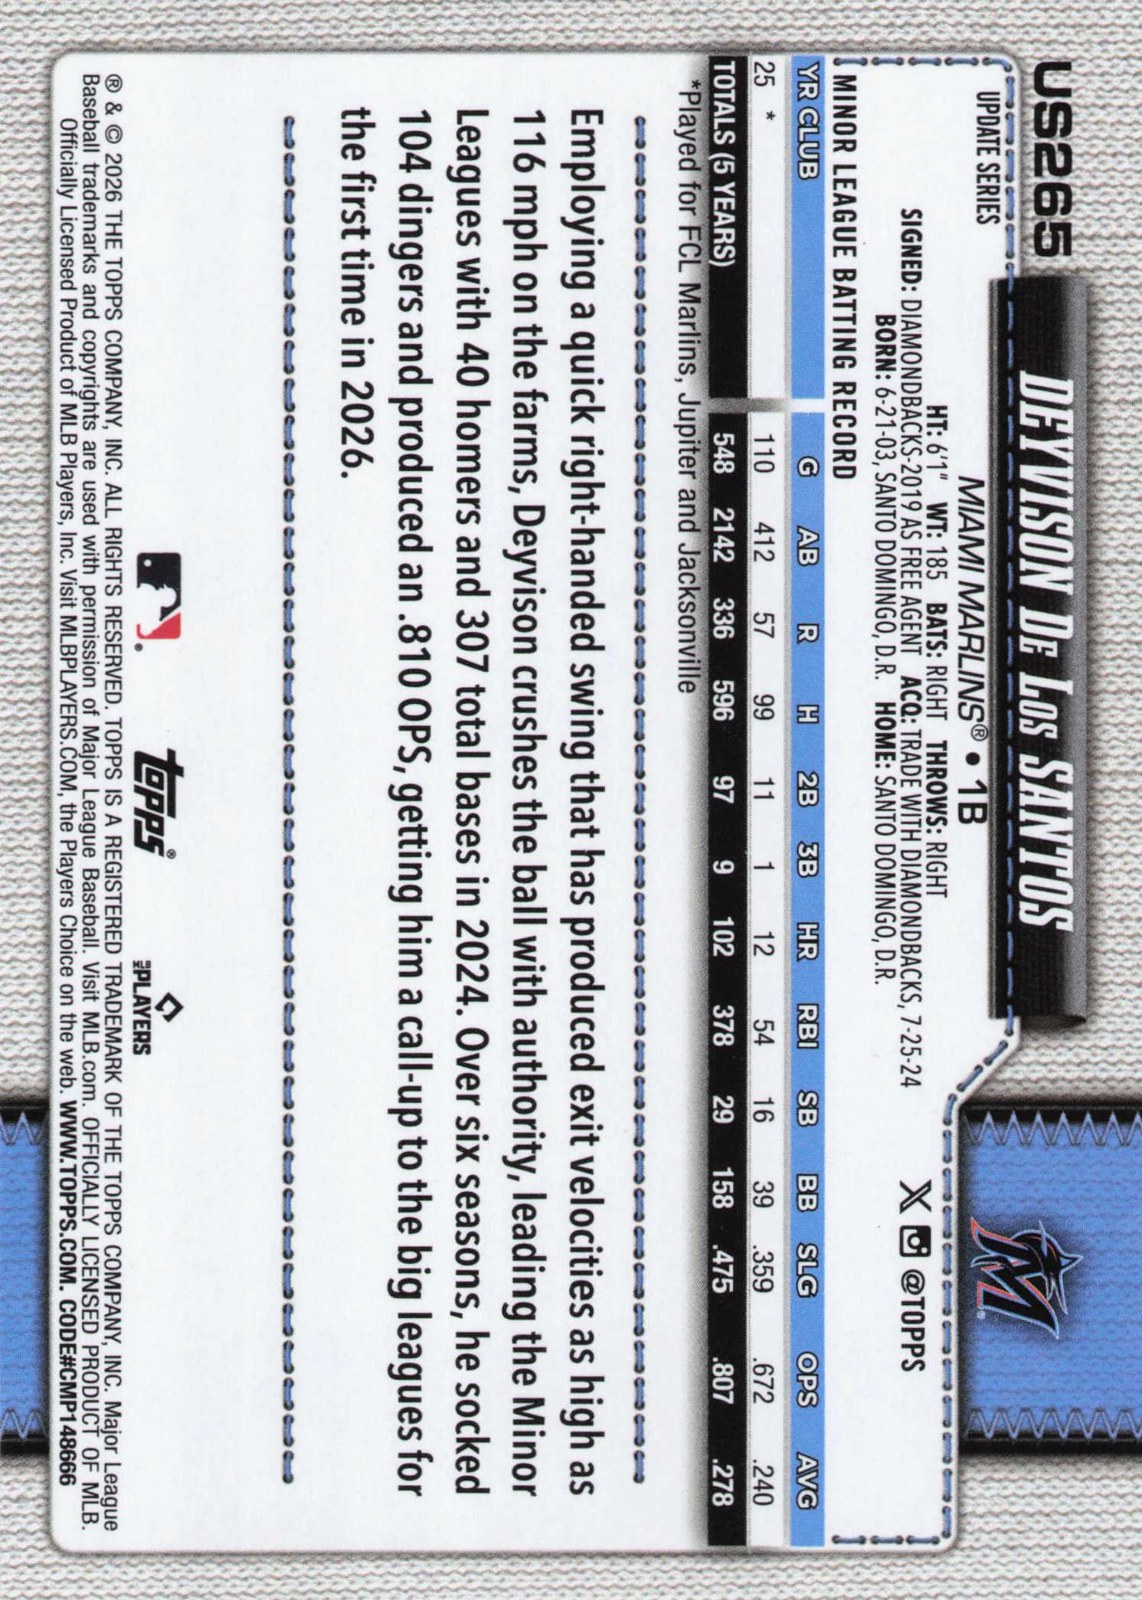 US265
UPDATE SERIES
DEYVISON DE LOS SANTOS
MIAMI MARLINS® • 1B
HT: 6'1" WT: 185 BATS: RIGHT THROWS: RIGHT
SIGNED: DIAMONDBACKS-2019 AS FREE AGENT ACQ: TRADE WITH DIAMONDBACKS, 7-25-24
BORN: 6-21-03, SANTO DOMINGO, D.R. HOME: SANTO DOMINGO, D.R.
@TOPPS
MINOR LEAGUE BATTING RECORD
YR CLUB G AB R H 2B 3B HR RBI SB BB SLG OPS AVG
25 * 110 412 57 99 11 1 12 54 16 39 .359 .672 .240
TOTALS (5 YEARS) 548 2142 336 596 97 9 102 378 29 158 .475 .807 .278
*Played for FCL Marlins, Jupiter and Jacksonville
Employing a quick right-handed swing that has produced exit velocities as high as
116 mph on the farms, Deyvison crushes the ball with authority, leading the Minor
Leagues with 40 homers and 307 total bases in 2024. Over six seasons, he socked
104 dingers and produced an .810 OPS, getting him a call-up to the big leagues for
the first time in 2026.
topps®
PLAYERS
® & © 2026 THE TOPPS COMPANY, INC. ALL RIGHTS RESERVED. TOPPS IS A REGISTERED TRADEMARK OF THE TOPPS COMPANY, INC. Major League
Baseball trademarks and copyrights are used with permission of Major League Baseball. Visit MLB.com. OFFICIALLY LICENSED PRODUCT OF MLB.
Officially Licensed Product of MLB Players, Inc. Visit MLBPLAYERS.COM, the Players Choice on the web. WWW.TOPPS.COM. CODE#CMP148666